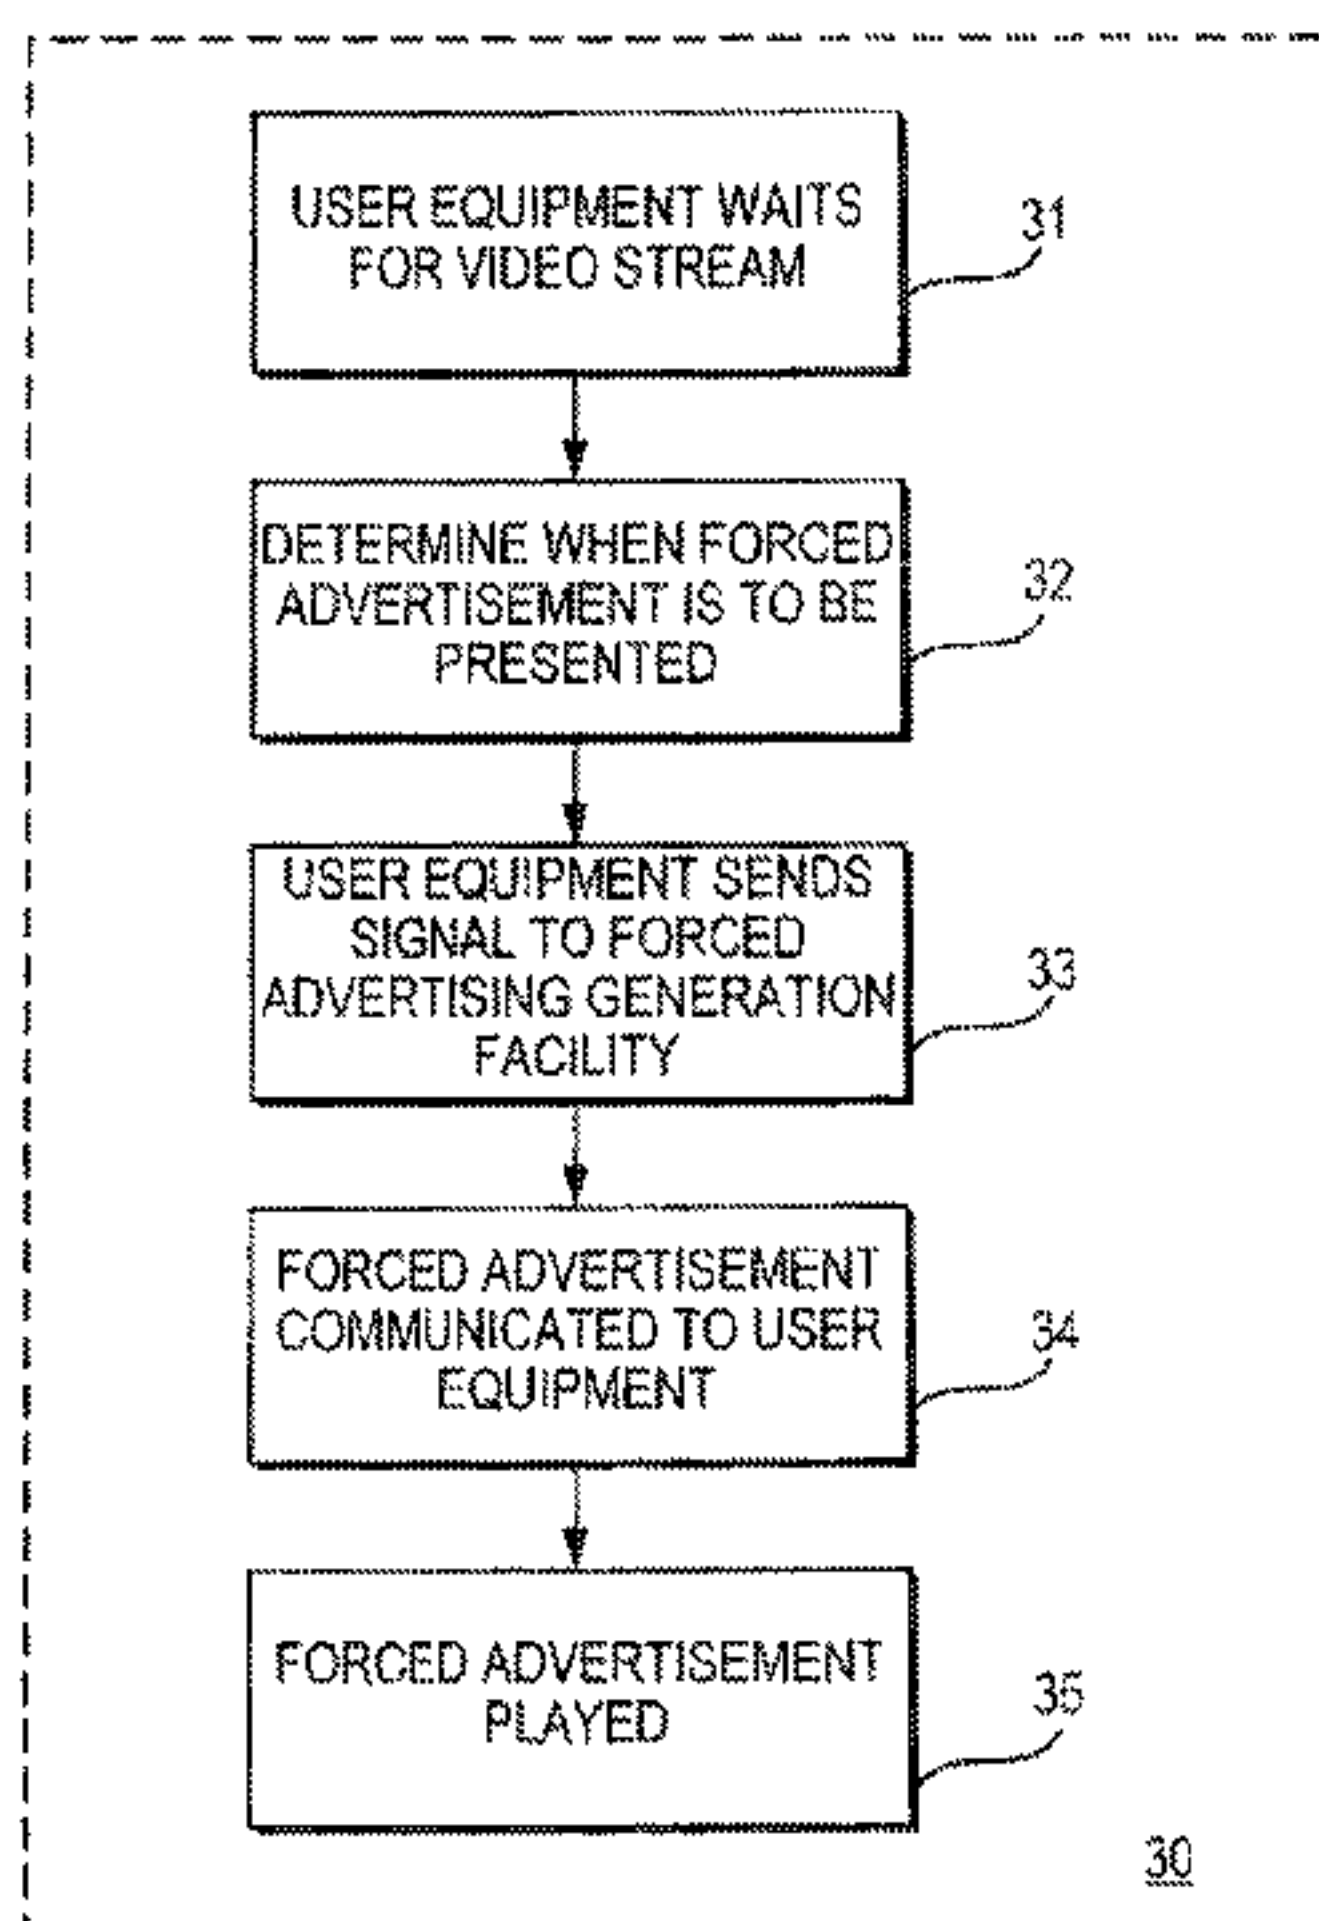 USER EQUIPMENT WAITS
FOR VIDEO STREAM
31
DETERMINE WHEN FORCED
ADVERTISEMENT IS TO BE
PRESENTED
32
USER EQUIPMENT SENDS
SIGNAL TO FORCED
ADVERTISING GENERATION
FACILITY
33
FORCED ADVERTISEMENT
COMMUNICATED TO USER
EQUIPMENT
34
FORCED ADVERTISEMENT
PLAYED
35
30